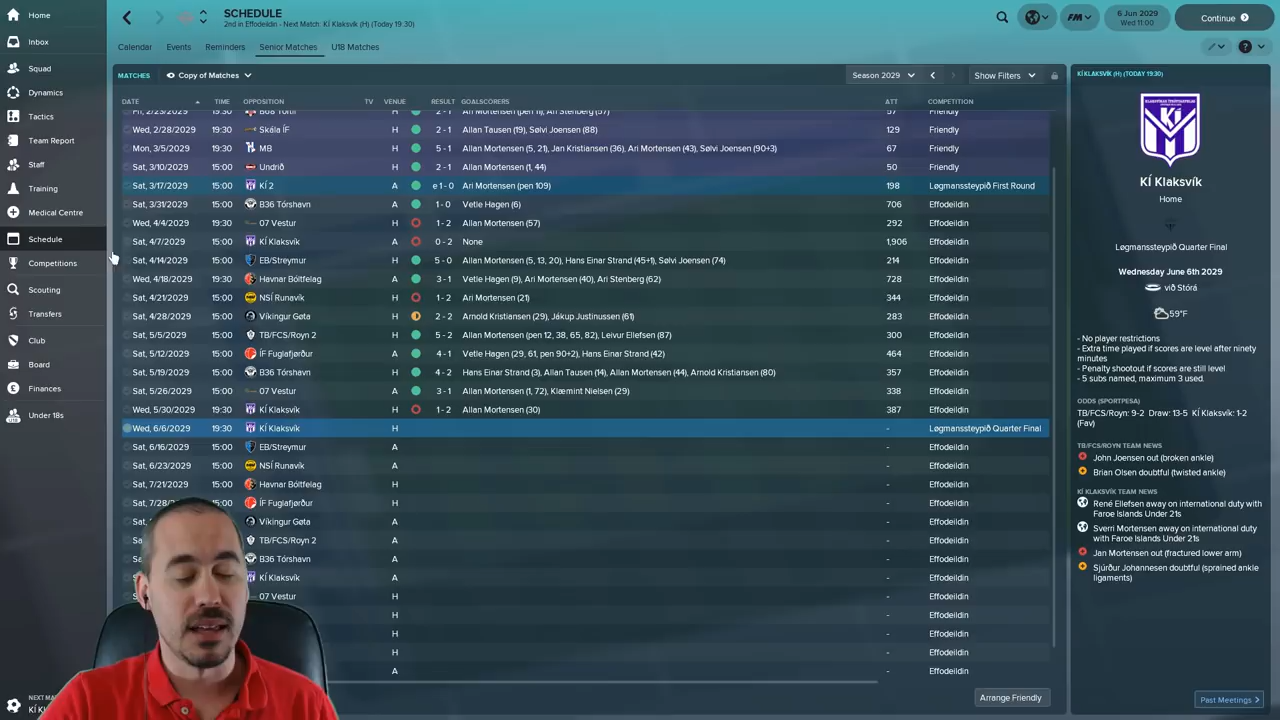 Home
Inbox
Squad
Dynamics
Tactics
Team Report
Staff
Training
Medical Centre
Schedule
Competitions
Scouting
Transfers
Club
Board
Finances
Under 18s
SCHEDULE
2nd in Effodeildin - Next Match: KÍ Klaksvík (H) (Today 19:30)
FM
6 Jun 2029
Wed 11:00
Continue
Calendar Events Reminders Senior Matches U18 Matches
MATCHES Copy of Matches Season 2029 Show Filters
DATE TIME OPPOSITION TV VENUE RESULT GOALSCORERS ATT COMPETITION
Wed, 2/28/2029 19:30 Skála ÍF H 2 - 1 Allan Tausen (19), Sølvi Joensen (88) 129 Friendly
Mon, 3/5/2029 19:30 MB H 5 - 1 Allan Mortensen (5, 21), Jan Kristiansen (36), Ari Mortensen (43), Sølvi Joensen (90+3) 67 Friendly
Sat, 3/10/2029 15:00 Undrið H 2 - 1 Allan Mortensen (1, 44) 50 Friendly
Sat, 3/17/2029 15:00 KÍ 2 A e 1 - 0 Ari Mortensen (pen 109) 198 Løgmanssteypið First Round
Sat, 3/31/2029 15:00 B36 Tórshavn A 1 - 0 Vetle Hagen (6) 706 Effodeildin
Wed, 4/4/2029 19:30 07 Vestur H 1 - 2 Allan Mortensen (57) 292 Effodeildin
Sat, 4/7/2029 15:00 KÍ Klaksvík A 0 - 2 None 1,906 Effodeildin
Sat, 4/14/2029 15:00 EB/Streymur H 5 - 0 Allan Mortensen (5, 13, 20), Hans Einar Strand (45+1), Sølvi Joensen (74) 214 Effodeildin
Wed, 4/18/2029 19:30 Havnar Bóltfelag A 3 - 1 Vetle Hagen (9), Ari Mortensen (40), Ari Stenberg (62) 728 Effodeildin
Sat, 4/21/2029 15:00 NSÍ Runavík H 1 - 2 Ari Mortensen (21) 344 Effodeildin
Sat, 4/28/2029 15:00 Víkingur Gøta H 2 - 2 Arnold Kristiansen (29), Jákup Justinussen (61) 283 Effodeildin
Sat, 5/5/2029 15:00 TB/FCS/Royn 2 H 5 - 2 Allan Mortensen (pen 12, 38, 65, 82), Leivur Ellefsen (87) 300 Effodeildin
Sat, 5/12/2029 15:00 ÍF Fuglafjørður A 4 - 1 Vetle Hagen (29, 61, pen 90+2), Hans Einar Strand (42) 464 Effodeildin
Sat, 5/19/2029 15:00 B36 Tórshavn H 4 - 2 Hans Einar Strand (3), Allan Tausen (14), Allan Mortensen (44), Arnold Kristiansen (80) 357 Effodeildin
Sat, 5/26/2029 15:00 07 Vestur A 3 - 1 Allan Mortensen (1, 72), Klæmint Nielsen (29) 338 Effodeildin
Wed, 5/30/2029 19:30 KÍ Klaksvík H 1 - 2 Allan Mortensen (30) 387 Effodeildin
Wed, 6/6/2029 19:30 KÍ Klaksvík H - Løgmanssteypið Quarter Final
Sat, 6/16/2029 15:00 EB/Streymur A - Effodeildin
Sat, 6/23/2029 15:00 NSÍ Runavík A - Effodeildin
Sat, 7/21/2029 15:00 Havnar Bóltfelag H - Effodeildin
Sat, 7/28/ 15:00 ÍF Fuglafjørður H - Effodeildin
Víkingur Gøta A - Effodeildin
TB/FCS/Royn 2 A - Effodeildin
B36 Tórshavn A - Effodeildin
KÍ Klaksvík A - Effodeildin
07 Vestur H - Effodeildin
H - Effodeildin
H - Effodeildin
H - Effodeildin
A - Effodeildin
Arrange Friendly
KÍ KLAKSVÍK (H) (TODAY 19:30)
KÍ Klaksvík
Home
Løgmanssteypið Quarter Final
Wednesday June 6th 2029
við Stórá
59°F
- No player restrictions
- Extra time played if scores are level after ninety
minutes
- Penalty shootout if scores are still level
- 5 subs named, maximum 3 used.
ODDS (SPORTPESA)
TB/FCS/Royn: 9-2 Draw: 13-5 KÍ Klaksvík: 1-2
(Fav)
TB/FCS/ROYN TEAM NEWS
John Joensen out (broken ankle)
Brian Olsen doubtful (twisted ankle)
KÍ KLAKSVÍK TEAM NEWS
René Ellefsen away on international duty with
Faroe Islands Under 21s
Sverri Mortensen away on international duty
with Faroe Islands Under 21s
Jan Mortensen out (fractured lower arm)
Sjúrður Johannesen doubtful (sprained ankle
ligaments)
Past Meetings